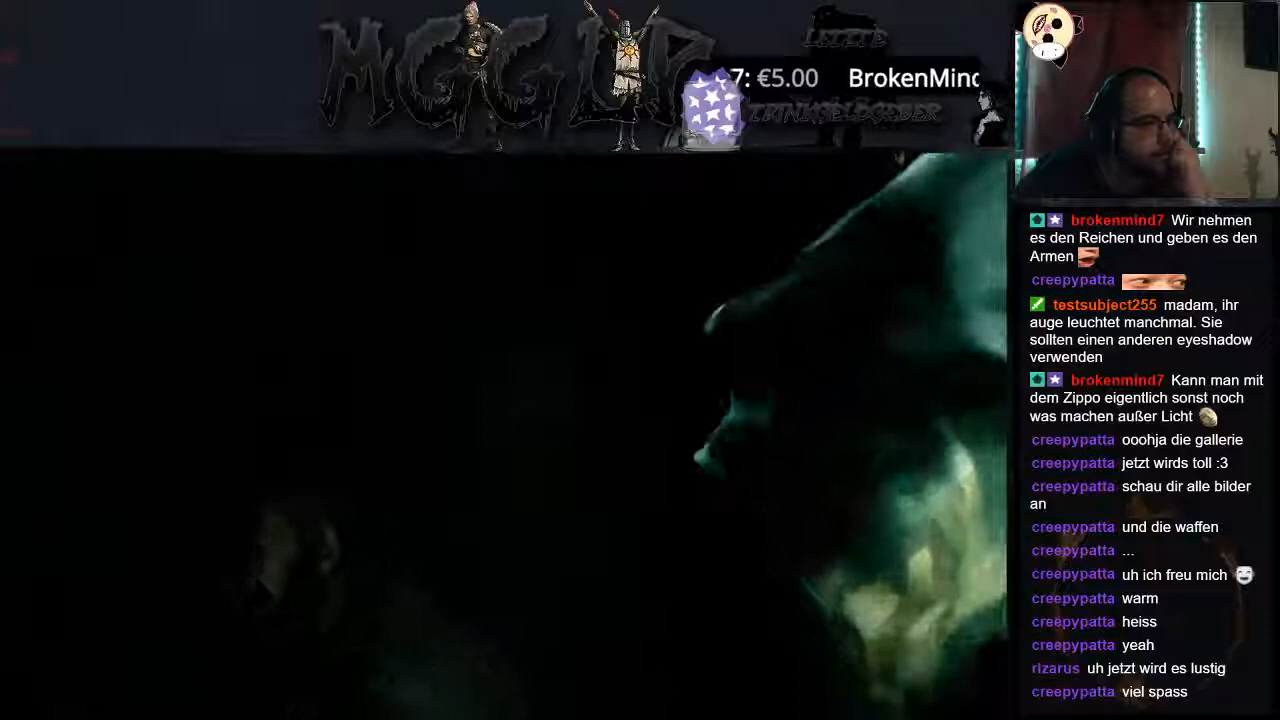 MGGLP
LETZTE
7: €5.00 BrokenMind
TRINKGELDGEBER
brokenmind7 Wir nehmen
es den Reichen und geben es den
Armen
creepypatta
testsubject255 madam, ihr
auge leuchtet manchmal. Sie
sollten einen anderen eyeshadow
verwenden
brokenmind7 Kann man mit
dem Zippo eigentlich sonst noch
was machen außer Licht
creepypatta ooohja die gallerie
creepypatta jetzt wirds toll :3
creepypatta schau dir alle bilder
an
creepypatta und die waffen
creepypatta ...
creepypatta uh ich freu mich
creepypatta warm
creepypatta heiss
creepypatta yeah
rizarus uh jetzt wird es lustig
creepypatta viel spass